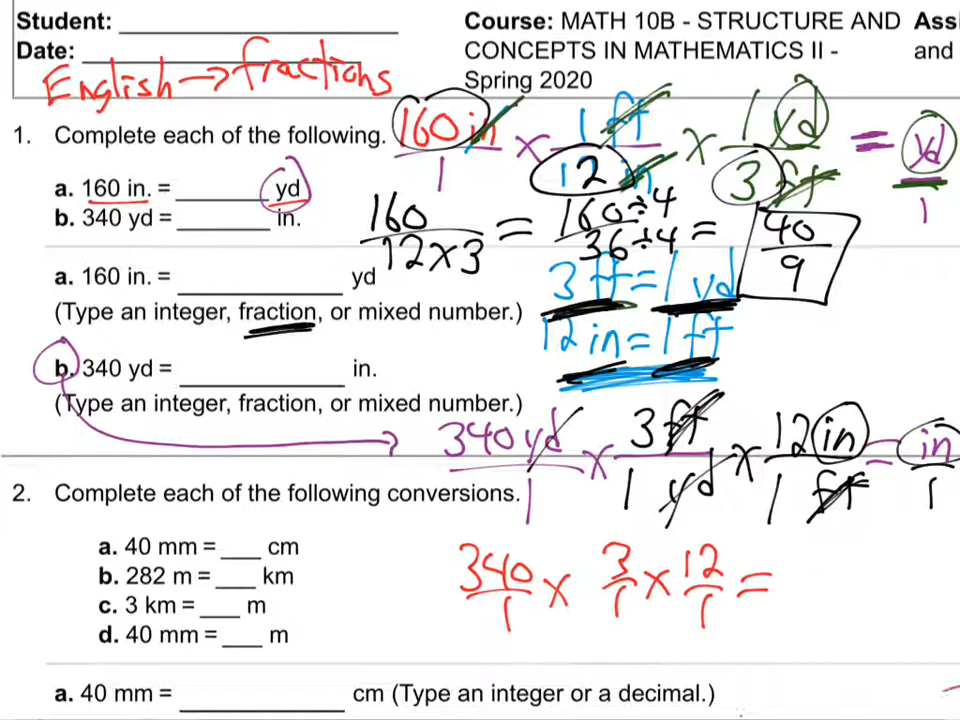 Student: ____________
Course: MATH 10B - STRUCTURE AND CONCEPTS IN MATHEMATICS II - Spring 2020
Ass
and
Date: ____________
English → fractions
1. Complete each of the following.
160 in/1 × 1 ft/12 in × 1 yd/3 ft = yd/1
a. 160 in. = ________ yd
b. 340 yd = ________ in.
160/12×3 = 160÷4/36÷4 = 40/9
a. 160 in. = ____________ yd
(Type an integer, fraction, or mixed number.)
3 ft = 1 yd
12 in = 1 ft
b. 340 yd = ____________ in.
(Type an integer, fraction, or mixed number.)
340 yd/1 × 3 ft/1 yd × 12 in/1 ft = in/1
2. Complete each of the following conversions.
a. 40 mm = ___ cm
b. 282 m = ___ km
c. 3 km = ___ m
d. 40 mm = ___ m
340/1 × 3/1 × 12/1 =
a. 40 mm = ____________ cm (Type an integer or a decimal.)